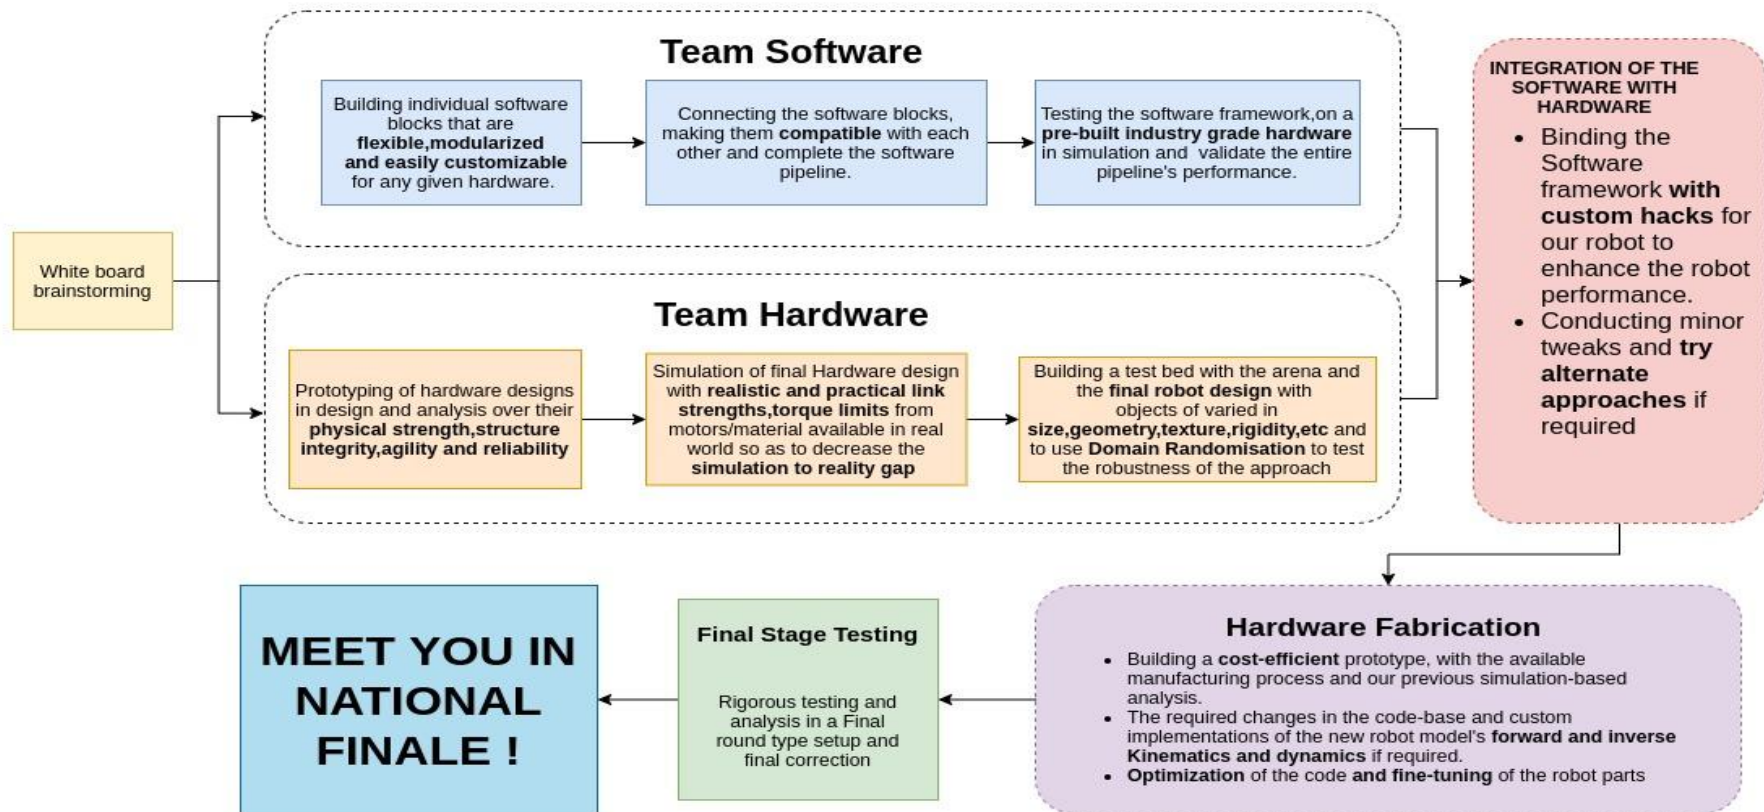 White board
brainstorming
Team Software
Building individual software
blocks that are
flexible,modularized
and easily customizable
for any given hardware.
Connecting the software blocks,
making them compatible with each
other and complete the software
pipeline.
Testing the software framework,on a
pre-built industry grade hardware
in simulation and validate the entire
pipeline's performance.
Team Hardware
Prototyping of hardware designs
in design and analysis over their
physical strength,structure
integrity,agility and reliability
Simulation of final Hardware design
with realistic and practical link
strengths,torque limits from
motors/material available in real
world so as to decrease the
simulation to reality gap
Building a test bed with the arena and
the final robot design with
objects of varied in
size,geometry,texture,rigidity,etc and
to use Domain Randomisation to test
the robustness of the approach
INTEGRATION OF THE
SOFTWARE WITH
HARDWARE
• Binding the
Software
framework with
custom hacks for
our robot to
enhance the robot
performance.
• Conducting minor
tweaks and try
alternate
approaches if
required
Hardware Fabrication
• Building a cost-efficient prototype, with the available
manufacturing process and our previous simulation-based
analysis.
• The required changes in the code-base and custom
implementations of the new robot model's forward and inverse
Kinematics and dynamics if required.
• Optimization of the code and fine-tuning of the robot parts
Final Stage Testing
Rigorous testing and
analysis in a Final
round type setup and
final correction
MEET YOU IN
NATIONAL
FINALE !